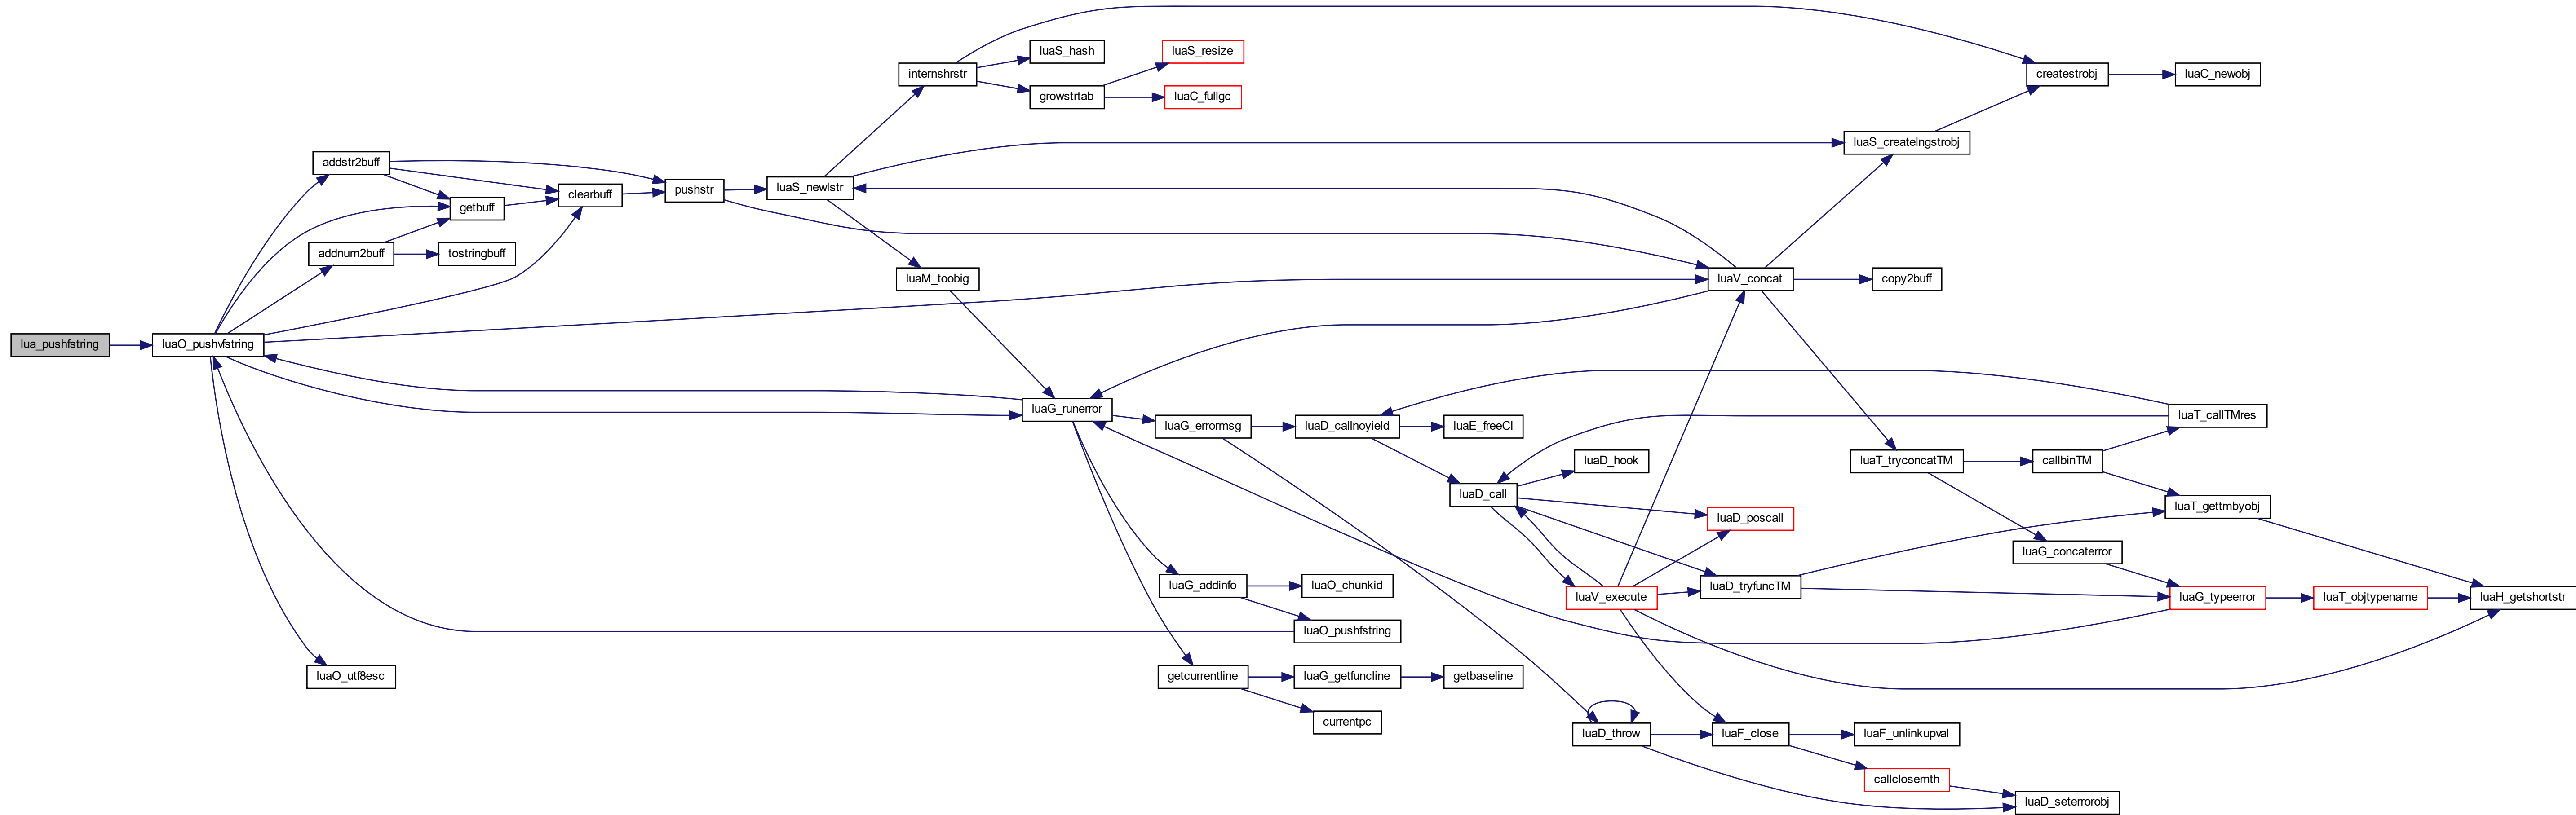 lua_pushfstring
luaO_pushvfstring
addstr2buff
getbuff
addnum2buff
tostringbuff
clearbuff
pushstr
luaS_newlstr
internshrstr
luaS_hash
growstrtab
luaS_resize
luaC_fullgc
luaM_toobig
createstrobj
luaC_newobj
luaS_createlngstrobj
luaV_concat
copy2buff
luaG_runerror
luaG_errormsg
luaD_callnoyield
luaE_freeCI
luaT_callTMres
luaD_call
luaD_hook
luaD_poscall
luaT_tryconcatTM
callbinTM
luaT_gettmbyobj
luaG_concaterror
luaV_execute
luaD_tryfuncTM
luaG_typeerror
luaT_objtypename
luaH_getshortstr
luaG_addinfo
luaO_chunkid
luaO_pushfstring
luaO_utf8esc
getcurrentline
luaG_getfuncline
getbaseline
currentpc
luaD_throw
luaF_close
luaF_unlinkupval
callclosemth
luaD_seterrorobj